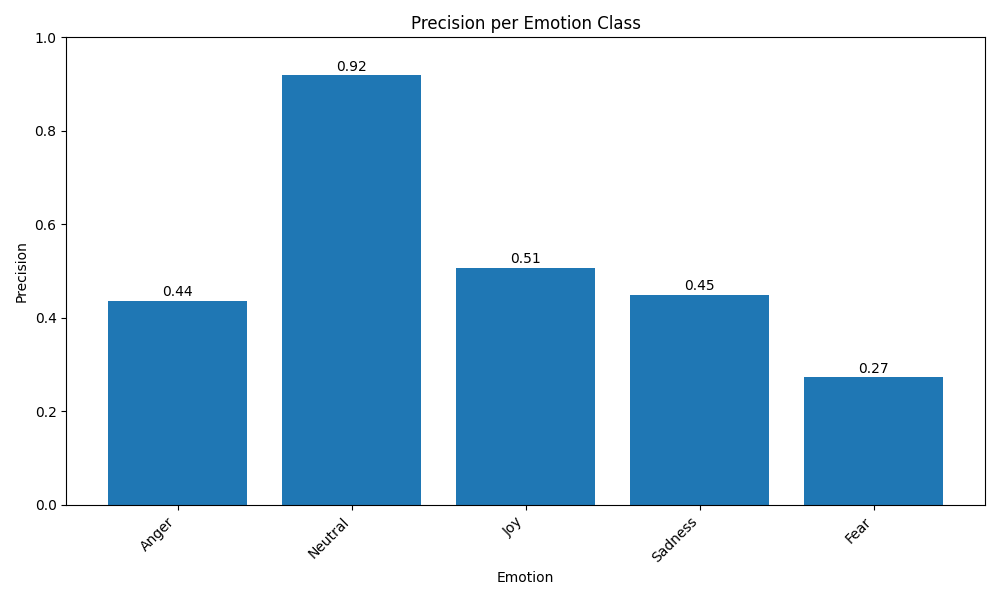 Precision per Emotion Class
1.0
0.8
0.6
0.4
0.2
0.0
Precision
0.44
0.92
0.51
0.45
0.27
Anger
Neutral
Joy
Sadness
Fear
Emotion